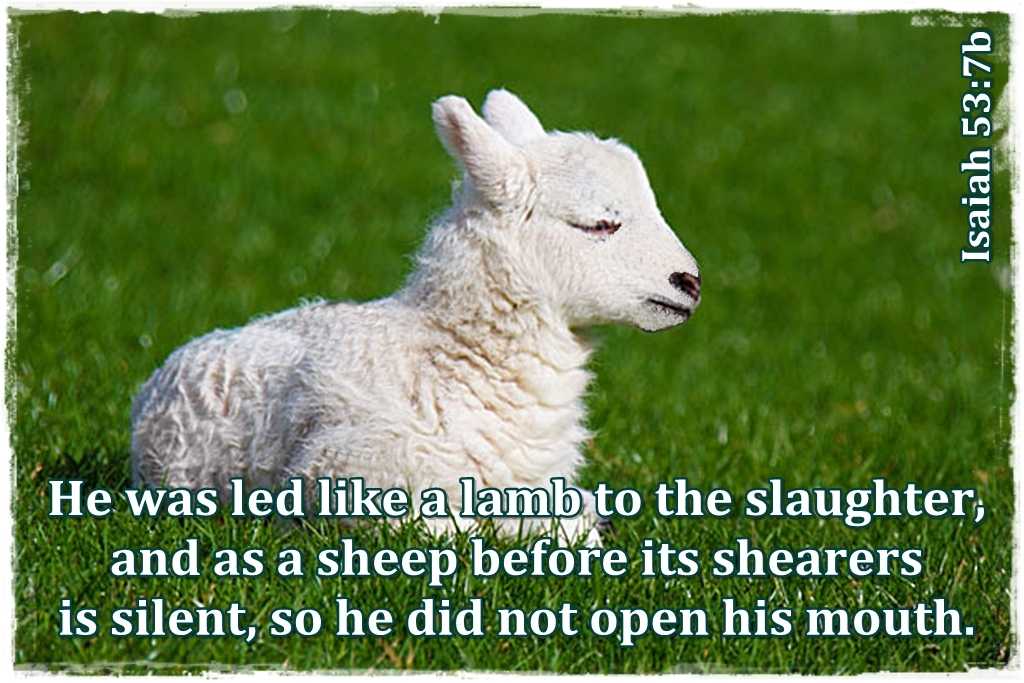 Isaiah 53:7b
He was led like a lamb to the slaughter,
and as a sheep before its shearers
is silent, so he did not open his mouth.